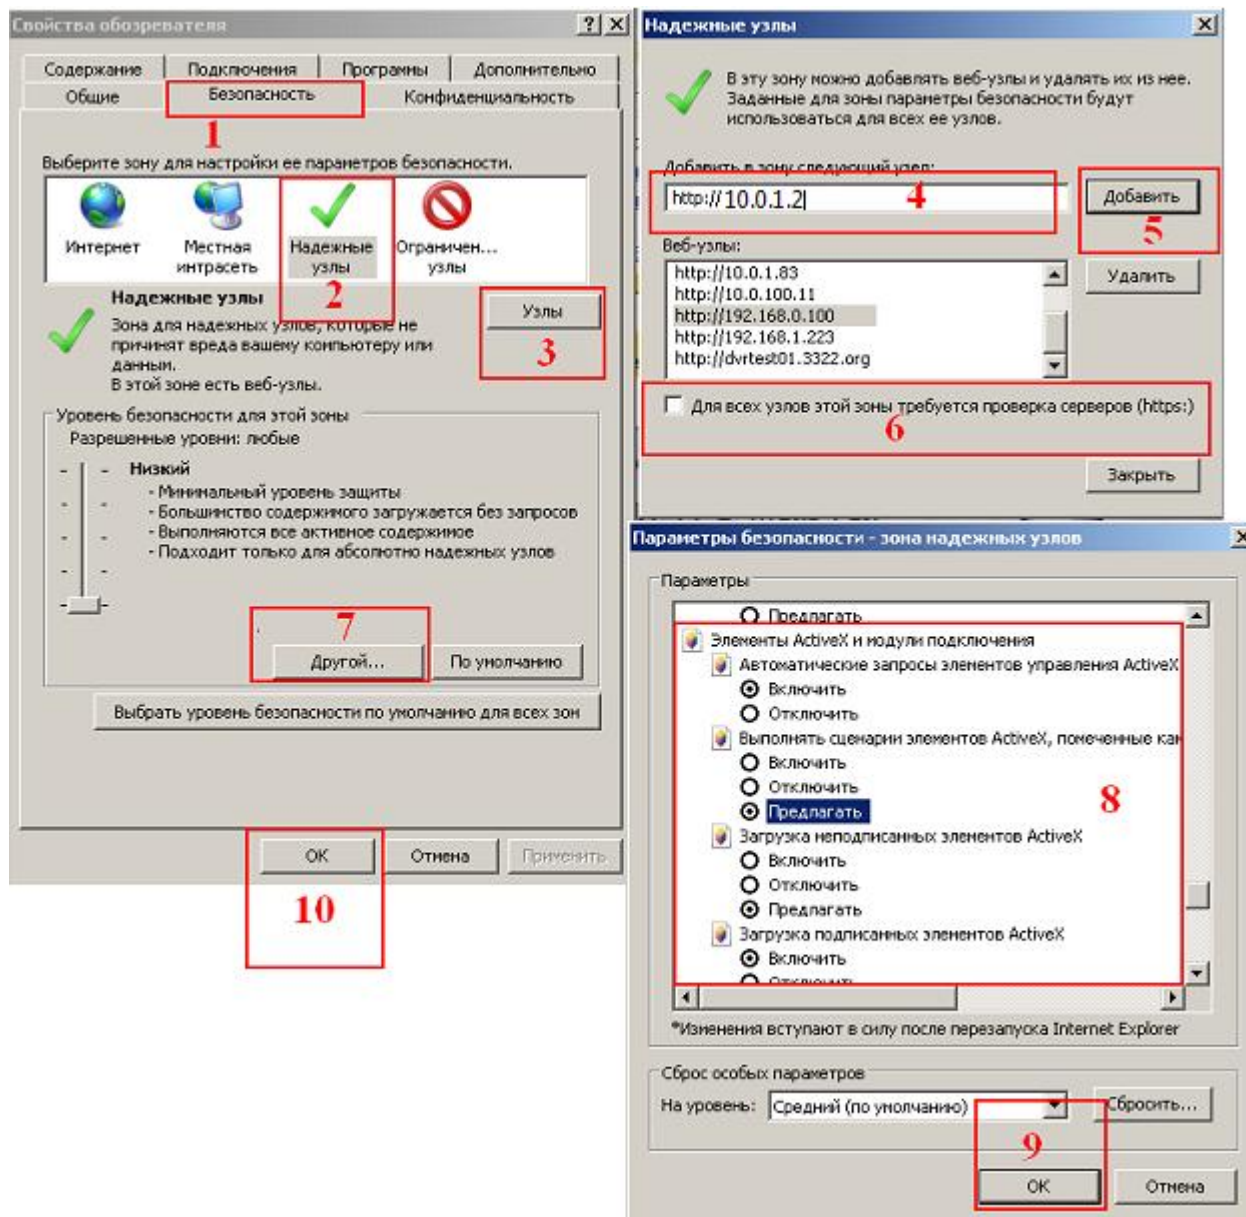 Свойства обозревателя
Содержание Подключения Программы Дополнительно
Общие Безопасность Конфиденциальность
1
Выберите зону для настройки ее параметров безопасности.
Интернет
Местная интрасеть
Надежные узлы
Ограничен... узлы
2
Надежные узлы
Узлы
3
Зона для надежных узлов, которые не
причинят вреда вашему компьютеру или
данным.
В этой зоне есть веб-узлы.
Уровень безопасности для этой зоны
Разрешенные уровни: любые
Низкий
- Минимальный уровень защиты
- Большинство содержимого загружается без запросов
- Выполняются все активное содержимое
- Подходит только для абсолютно надежных узлов
7
Другой... По умолчанию
Выбрать уровень безопасности по умолчанию для всех зон
OK Отмена Применить
10
Надежные узлы
В эту зону можно добавлять веб-узлы и удалять их из нее.
Заданные для зоны параметры безопасности будут
использоваться для всех ее узлов.
Добавить в зону следующий узел:
http://10.0.1.2 4 Добавить
5
Веб-узлы:
http://10.0.1.83 Удалить
http://10.0.100.11
http://192.168.0.100
http://192.168.1.223
http://dvrtest01.3322.org
Для всех узлов этой зоны требуется проверка серверов (https:)
6
Закрыть
Параметры безопасности - зона надежных узлов
Параметры
Предлагать
Элементы ActiveX и модули подключения
Автоматические запросы элементов управления ActiveX
Включить
Отключить
Выполнять сценарии элементов ActiveX, помеченные как
Включить
Отключить
8
Предлагать
Загрузка неподписанных элементов ActiveX
Включить
Отключить
Предлагать
Загрузка подписанных элементов ActiveX
Включить
Отключить
*Изменения вступают в силу после перезапуска Internet Explorer
Сброс особых параметров
На уровень: Средний (по умолчанию) Сбросить...
9
OK Отмена